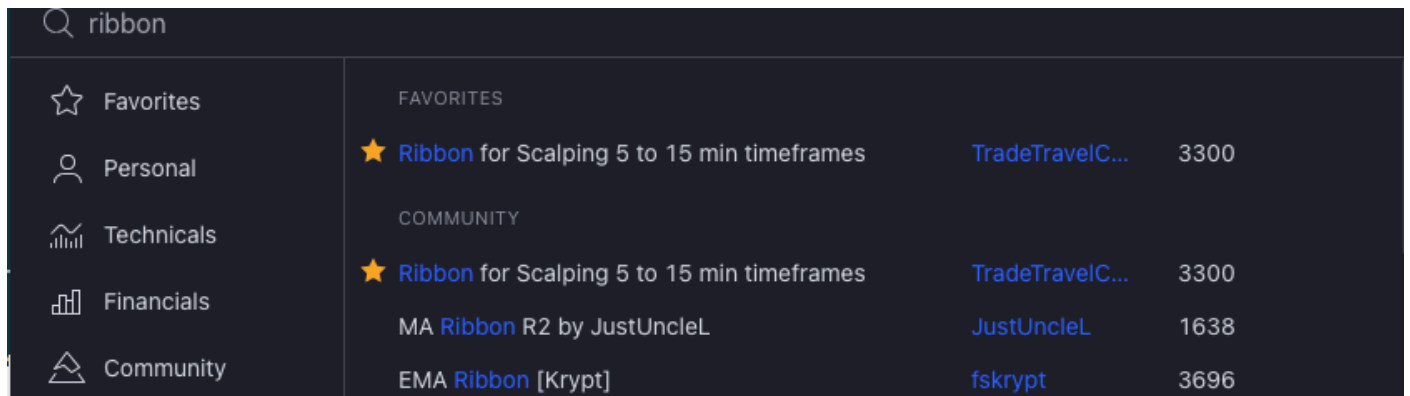 ribbon
Favorites
Personal
Technicals
Financials
Community
FAVORITES
Ribbon for Scalping 5 to 15 min timeframes TradeTravelC... 3300
COMMUNITY
Ribbon for Scalping 5 to 15 min timeframes TradeTravelC... 3300
MA Ribbon R2 by JustUncleL JustUncleL 1638
EMA Ribbon [Krypt] fskrypt 3696